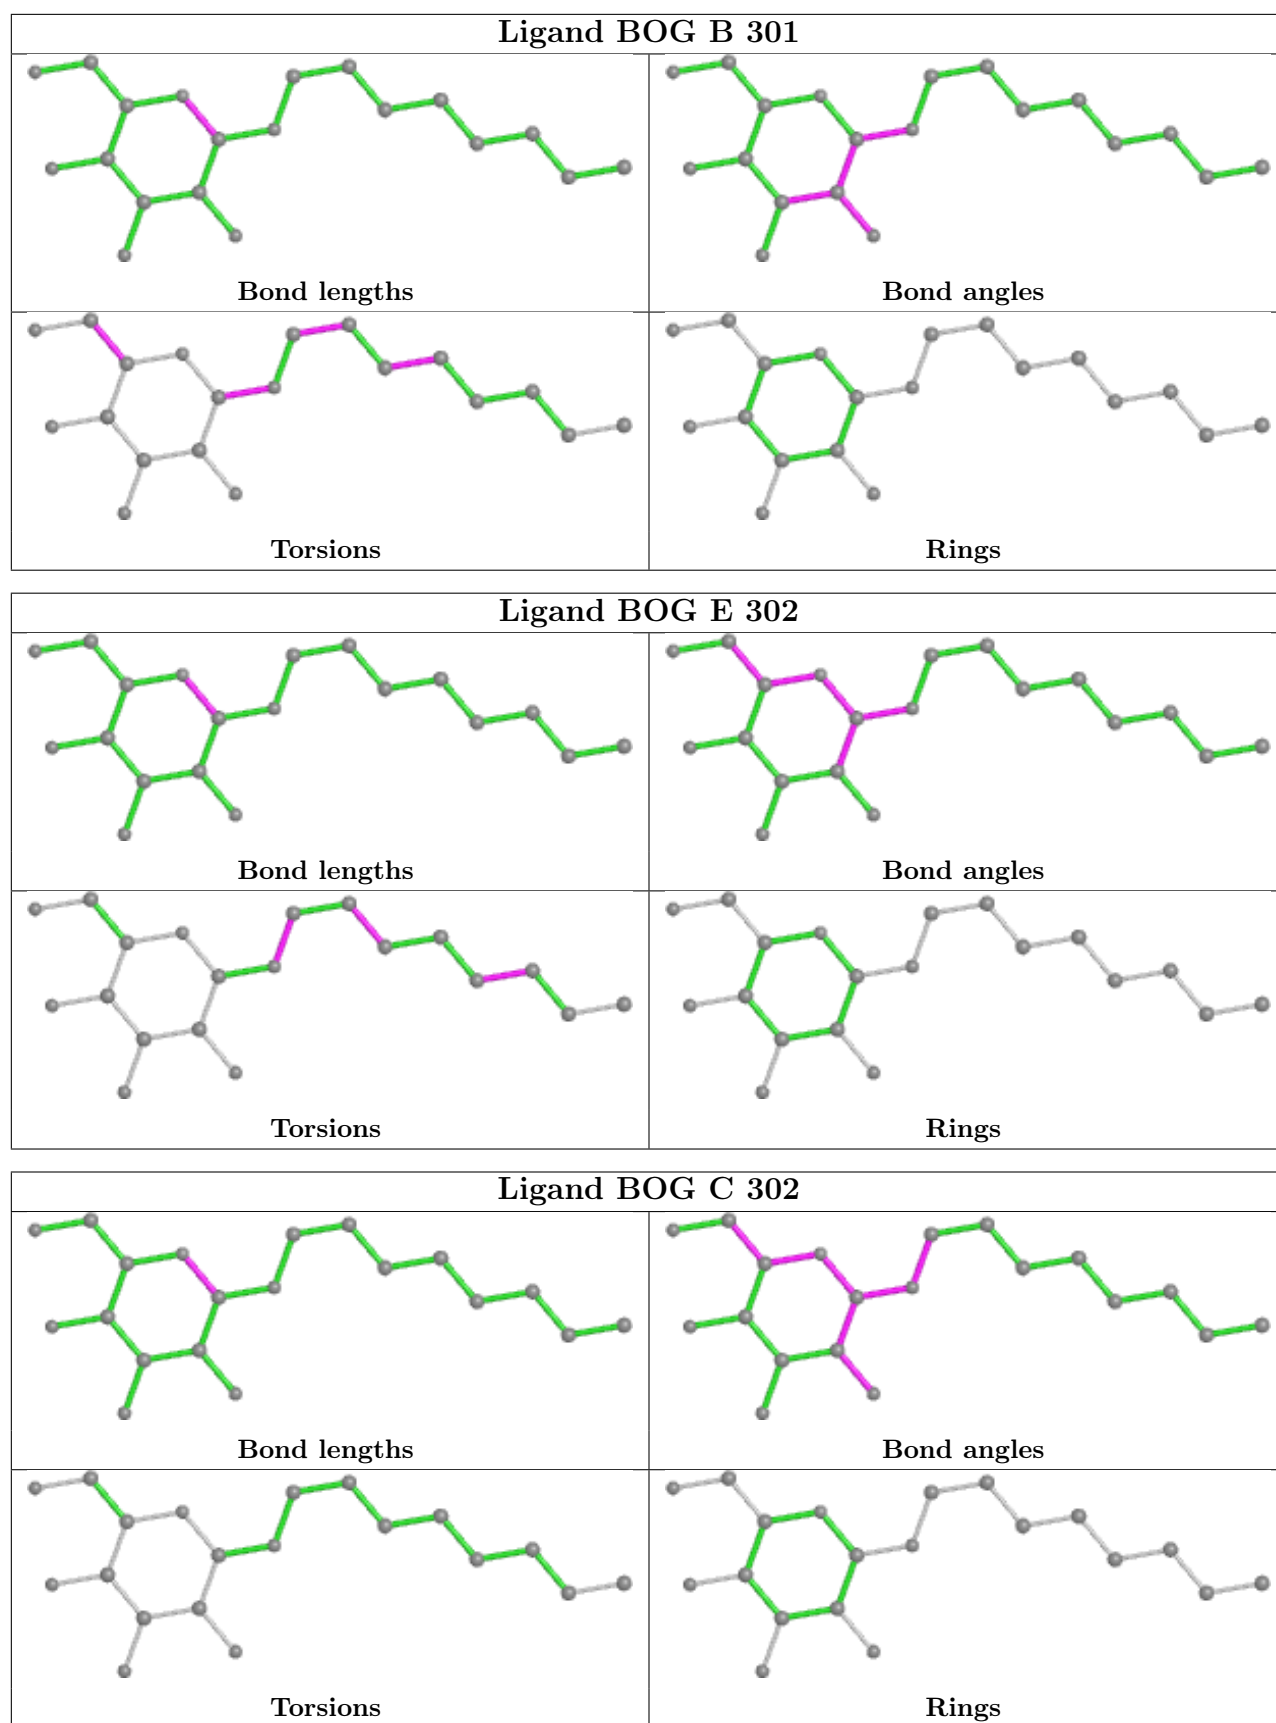 Ligand BOG B 301
Bond lengths
Bond angles
Torsions
Rings
Ligand BOG E 302
Bond lengths
Bond angles
Torsions
Rings
Ligand BOG C 302
Bond lengths
Bond angles
Torsions
Rings